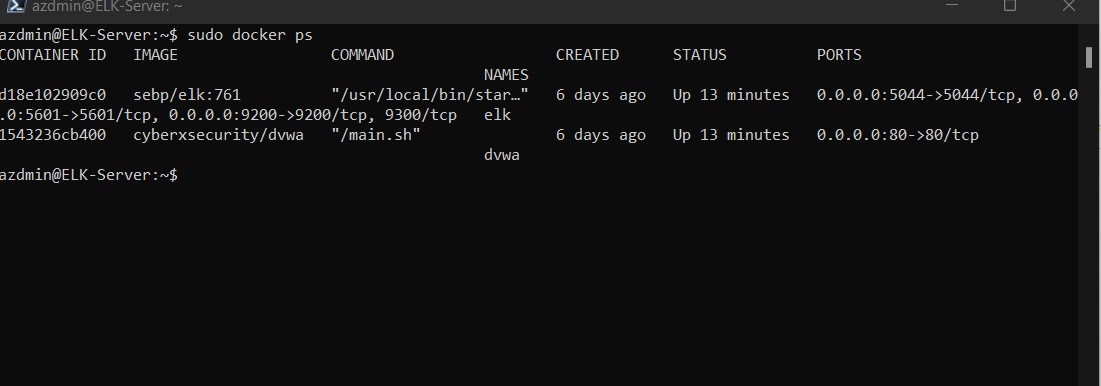 azdmin@ELK-Server: ~
azdmin@ELK-Server:~$ sudo docker ps
CONTAINER ID   IMAGE               COMMAND                  CREATED      STATUS          PORTS
NAMES
d18e102909c0   sebp/elk:761        "/usr/local/bin/star…"   6 days ago   Up 13 minutes   0.0.0.0:5044->5044/tcp, 0.0.0
.0:5601->5601/tcp, 0.0.0.0:9200->9200/tcp, 9300/tcp   elk
1543236cb400   cyberxsecurity/dvwa   "/main.sh"               6 days ago   Up 13 minutes   0.0.0.0:80->80/tcp
dvwa
azdmin@ELK-Server:~$